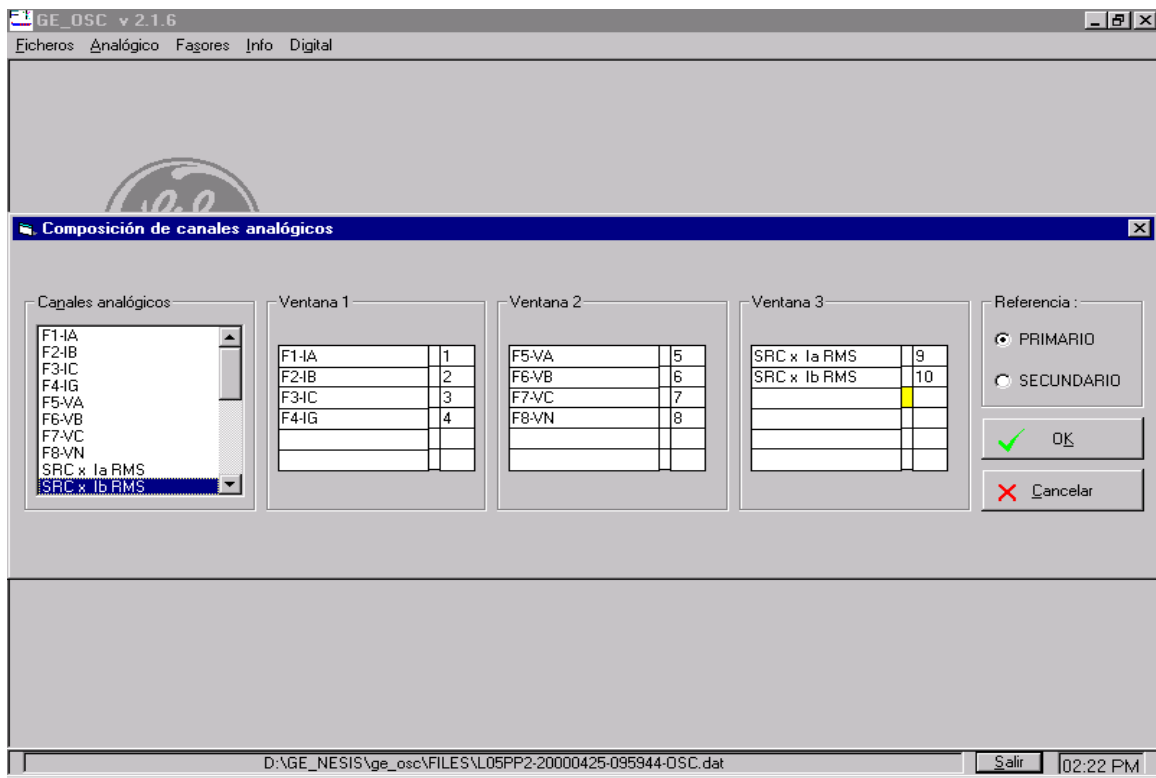 GE_OSC v 2.1.6
Ficheros Analógico Fasores Info Digital
Composición de canales analógicos
Canales analógicos
F1-IA
F2-IB
F3-IC
F4-IG
F5-VA
F6-VB
F7-VC
F8-VN
SRC x Ia RMS
SRC x Ib RMS
Ventana 1
F1-IA 1
F2-IB 2
F3-IC 3
F4-IG 4
Ventana 2
F5-VA 5
F6-VB 6
F7-VC 7
F8-VN 8
Ventana 3
SRC x Ia RMS 9
SRC x Ib RMS 10
Referencia :
PRIMARIO
SECUNDARIO
OK
Cancelar
D:\GE_NESIS\ge_osc\FILES\L05PP2-20000425-095944-OSC.dat
Salir
02:22 PM